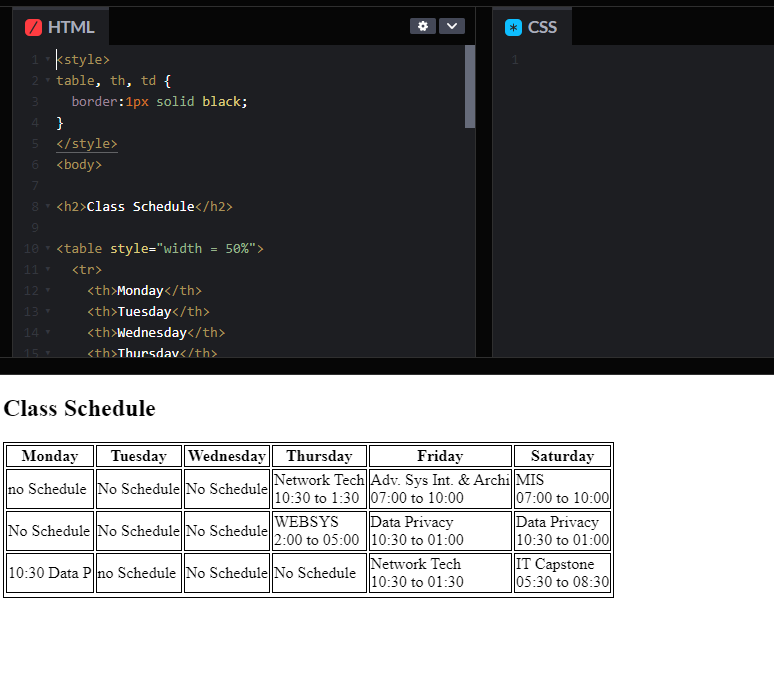 HTML
CSS
1 <style>
2 table, th, td {
3 border:1px solid black;
4 }
5 </style>
6 <body>
7
8 <h2>Class Schedule</h2>
9
10 <table style="width = 50%">
11 <tr>
12 <th>Monday</th>
13 <th>Tuesday</th>
14 <th>Wednesday</th>
15 <th>Thursday</th>
1
Class Schedule
Monday Tuesday Wednesday Thursday Friday Saturday
no Schedule No Schedule No Schedule Network Tech Adv. Sys Int. & Archi MIS
10:30 to 1:30 07:00 to 10:00 07:00 to 10:00
No Schedule No Schedule No Schedule WEBSYS Data Privacy Data Privacy
2:00 to 05:00 10:30 to 01:00 10:30 to 01:00
10:30 Data P no Schedule No Schedule No Schedule Network Tech IT Capstone
10:30 to 01:30 05:30 to 08:30